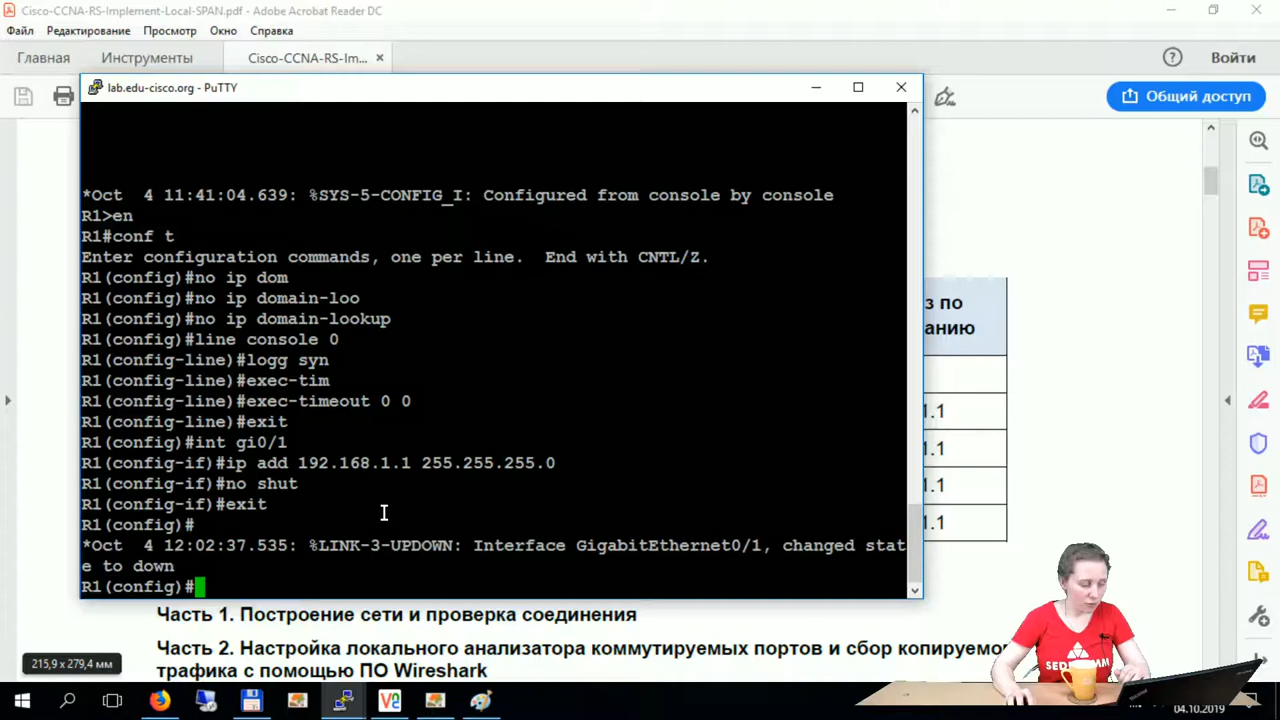 Cisco-CCNA-RS-Implement-Local-SPAN.pdf - Adobe Acrobat Reader DC
Файл Редактирование Просмотр Окно Справка
Главная Инструменты Cisco-CCNA-RS-Im... Войти
Общий доступ
lab.edu-cisco.org - PuTTY
*Oct  4 11:41:04.639: %SYS-5-CONFIG_I: Configured from console by console
R1>en
R1#conf t
Enter configuration commands, one per line.  End with CNTL/Z.
R1(config)#no ip dom
R1(config)#no ip domain-loo
R1(config)#no ip domain-lookup
R1(config)#line console 0
R1(config-line)#logg syn
R1(config-line)#exec-tim
R1(config-line)#exec-timeout 0 0
R1(config-line)#exit
R1(config)#int gi0/1
R1(config-if)#ip add 192.168.1.1 255.255.255.0
R1(config-if)#no shut
R1(config-if)#exit
R1(config)#
*Oct  4 12:02:37.535: %LINK-3-UPDOWN: Interface GigabitEthernet0/1, changed stat
e to down
R1(config)#
з по
анию
1.1
1.1
1.1
1.1
Часть 1. Построение сети и проверка соединения
Часть 2. Настройка локального анализатора коммутируемых портов и сбор копируемо
трафика с помощью ПО Wireshark
215,9 x 279,4 мм
04.10.2019